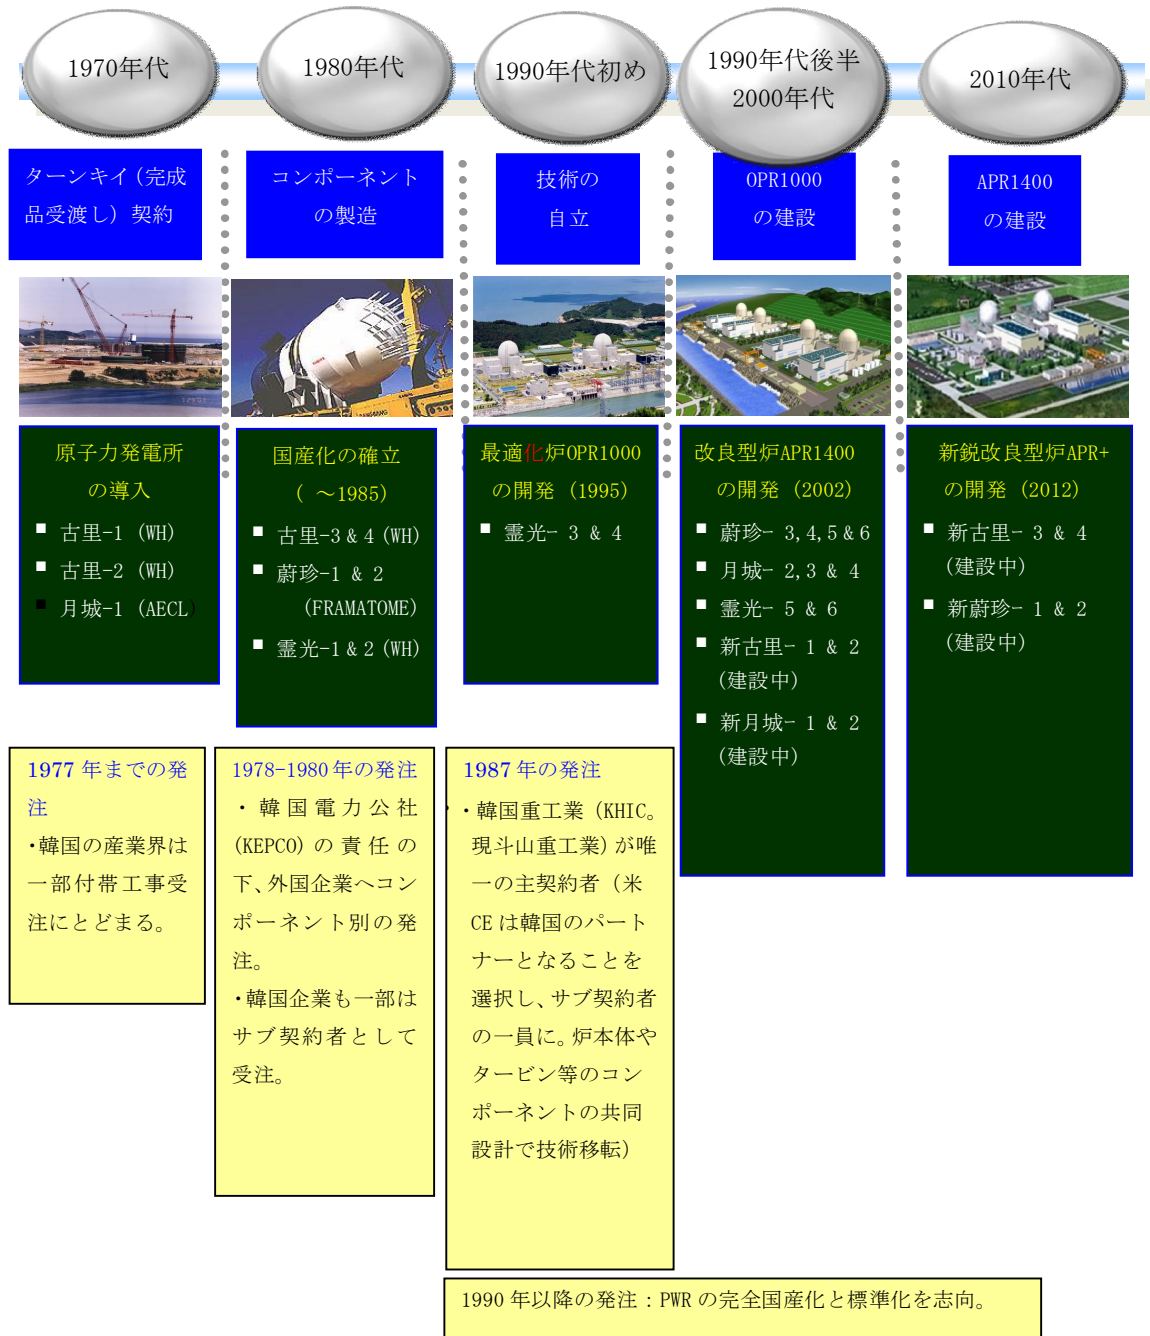 1970年代
1980年代
1990年代初め
1990年代後半
2000年代
2010年代
ターンキイ(完成
品受渡し) 契約
コンポーネント
の製造
技術の
自立
OPR1000
の建設
APR1400
の建設
原子力発電所
の導入
■ 古里-1 (WH)
■ 古里-2 (WH)
■ 月城-1 (AECL)
国産化の確立
( ～1985)
■ 古里-3 & 4 (WH)
■ 蔚珍-1 & 2
(FRAMATOME)
■ 霊光-1 & 2 (WH)
最適化炉OPR1000
の開発 (1995)
■ 霊光- 3 & 4
改良型炉APR1400
の開発 (2002)
■ 蔚珍- 3,4,5 & 6
■ 月城- 2,3 & 4
■ 霊光- 5 & 6
■ 新古里- 1 & 2
(建設中)
■ 新月城- 1 & 2
(建設中)
新鋭改良型炉APR+
の開発 (2012)
■ 新古里- 3 & 4
(建設中)
■ 新蔚珍- 1 & 2
(建設中)
1977 年までの発
注
・韓国の産業界は
一部付帯工事受
注にとどまる。
1978-1980 年の発注
・韓国電力公社
(KEPCO) の責任の
下、外国企業へコン
ポーネント別の発
注。
・韓国企業も一部は
サブ契約者として
受注。
1987 年の発注
・韓国重工業 (KHIC。
現斗山重工業) が唯
一の主契約者 (米
CE は韓国のパート
ナーとなることを
選択し、サブ契約者
の一員に。炉本体や
タービン等のコン
ポーネントの共同
設計で技術移転)
1990 年以降の発注：PWR の完全国産化と標準化を志向。